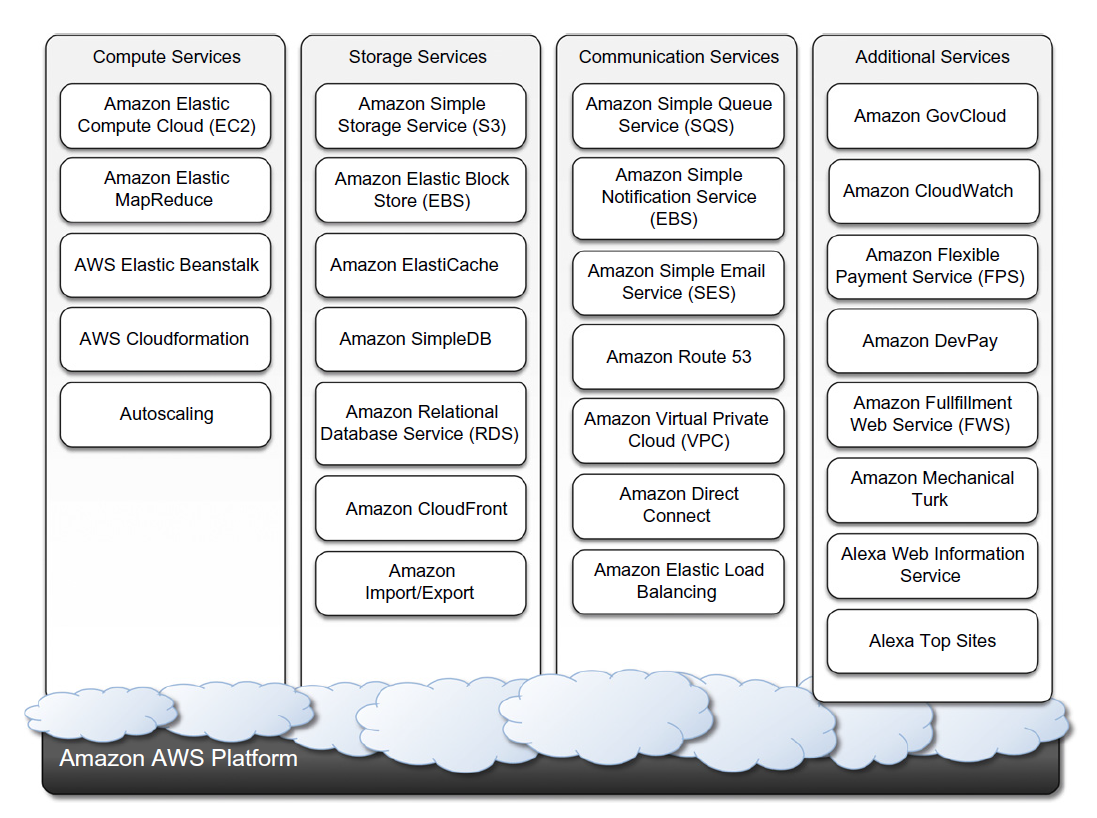 Compute Services
Amazon Elastic
Compute Cloud (EC2)
Amazon Elastic
MapReduce
AWS Elastic Beanstalk
AWS Cloudformation
Autoscaling
Storage Services
Amazon Simple
Storage Service (S3)
Amazon Elastic Block
Store (EBS)
Amazon ElastiCache
Amazon SimpleDB
Amazon Relational
Database Service (RDS)
Amazon CloudFront
Amazon
Import/Export
Communication Services
Amazon Simple Queue
Service (SQS)
Amazon Simple
Notification Service
(EBS)
Amazon Simple Email
Service (SES)
Amazon Route 53
Amazon Virtual Private
Cloud (VPC)
Amazon Direct
Connect
Amazon Elastic Load
Balancing
Additional Services
Amazon GovCloud
Amazon CloudWatch
Amazon Flexible
Payment Service (FPS)
Amazon DevPay
Amazon Fullfillment
Web Service (FWS)
Amazon Mechanical
Turk
Alexa Web Information
Service
Alexa Top Sites
Amazon AWS Platform